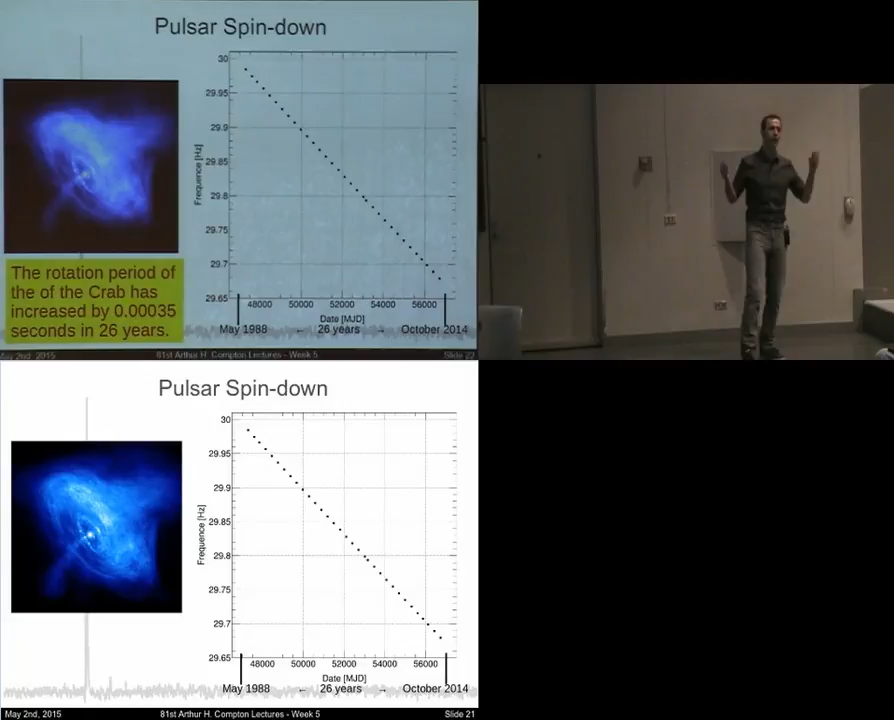 Pulsar Spin-down
30
29.95
29.9
29.85
29.8
29.75
29.7
29.65
Frequence [Hz]
48000 50000 52000 54000 56000
Date [MJD]
May 1988 ← 26 years → October 2014
The rotation period of
the of the Crab has
increased by 0.00035
seconds in 26 years.
May 2nd, 2015 81st Arthur H. Compton Lectures - Week 5 Slide 22
Pulsar Spin-down
30
29.95
29.9
29.85
29.8
29.75
29.7
29.65
Frequency [Hz]
48000 50000 52000 54000 56000
Date [MJD]
May 1988 ← 26 years → October 2014
May 2nd, 2015 81st Arthur H. Compton Lectures - Week 5 Slide 21